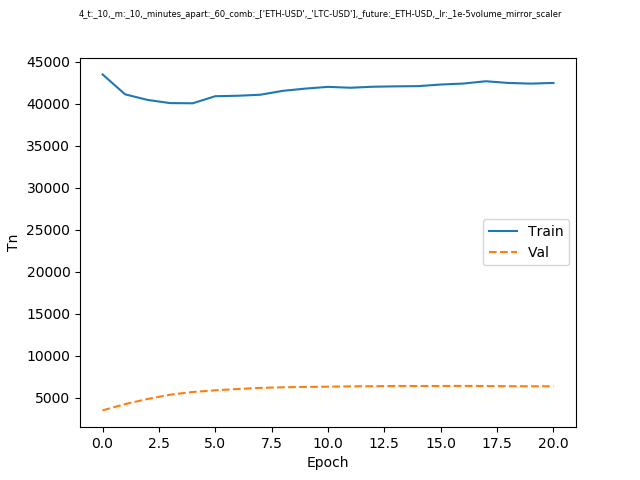 4_t:_10,_m:_10,_minutes_apart:_60_comb:_['ETH-USD',_'LTC-USD'],_future:_ETH-USD,_lr:_1e-5volume_mirror_scaler
45000
40000
35000
30000
25000
20000
15000
10000
5000
Tn
Train
Val
0.0 2.5 5.0 7.5 10.0 12.5 15.0 17.5 20.0
Epoch